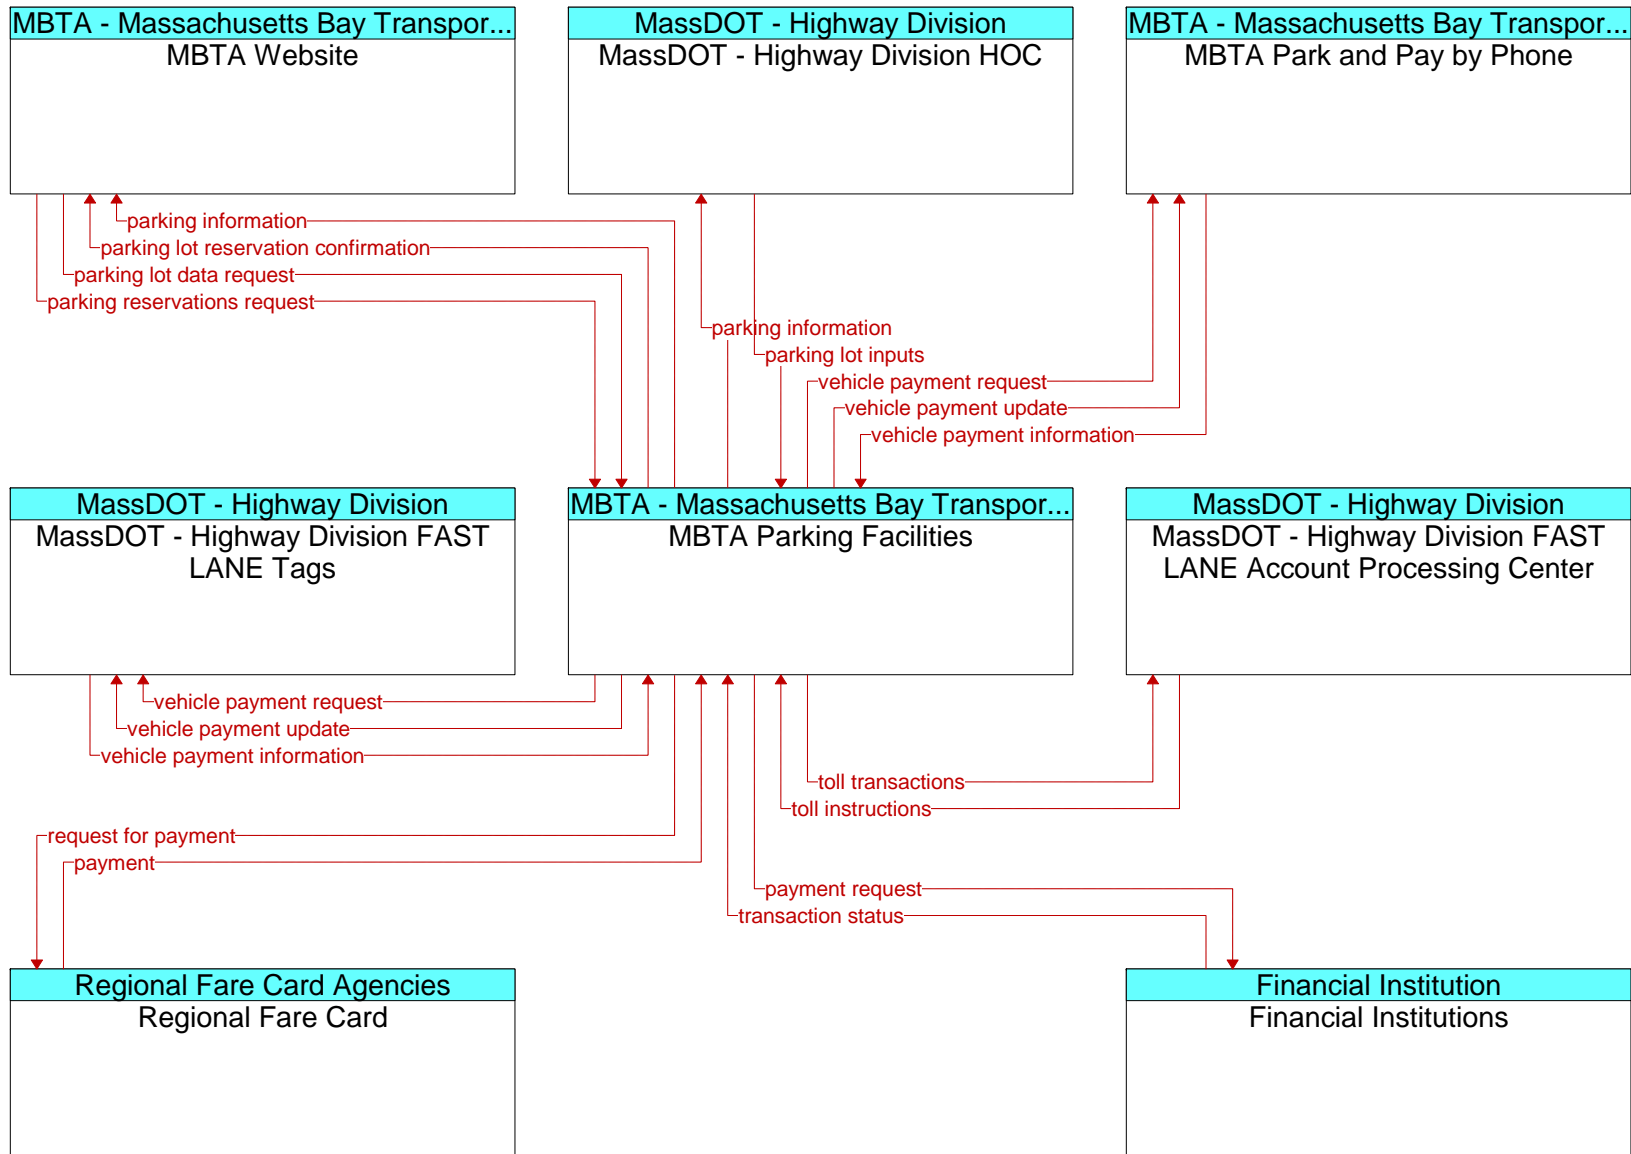 MBTA - Massachusetts Bay Transpor...
MBTA Website
MassDOT - Highway Division
MassDOT - Highway Division HOC
MBTA - Massachusetts Bay Transpor...
MBTA Park and Pay by Phone
parking information
parking lot reservation confirmation
parking lot data request
parking reservations request
parking information
parking lot inputs
vehicle payment request
vehicle payment update
vehicle payment information
MassDOT - Highway Division
MassDOT - Highway Division FAST
LANE Tags
MBTA - Massachusetts Bay Transpor...
MBTA Parking Facilities
MassDOT - Highway Division
MassDOT - Highway Division FAST
LANE Account Processing Center
vehicle payment request
vehicle payment update
vehicle payment information
toll transactions
toll instructions
request for payment
payment
payment request
transaction status
Regional Fare Card Agencies
Regional Fare Card
Financial Institution
Financial Institutions